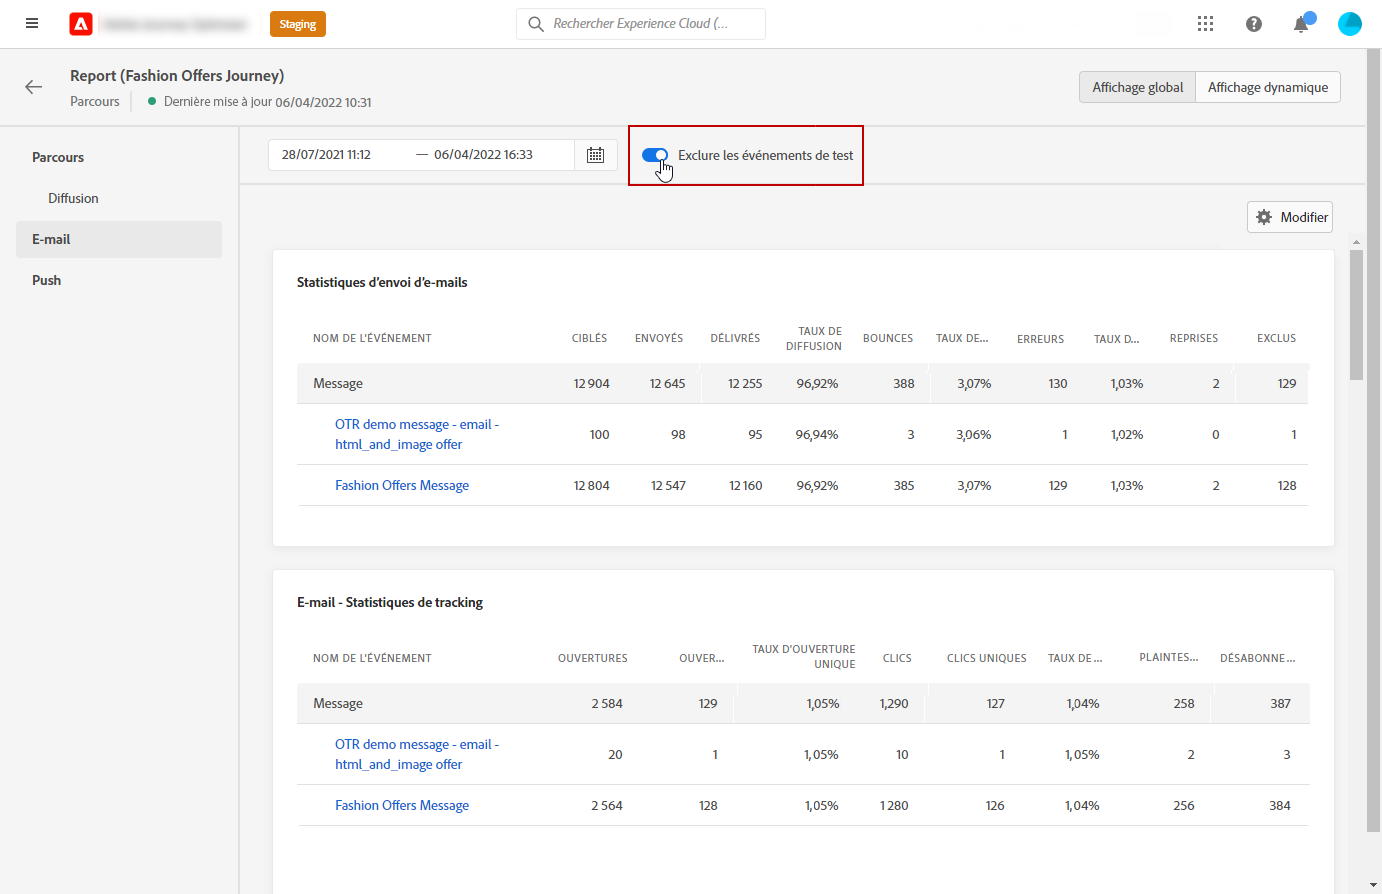 Staging
Rechercher Experience Cloud (...
Report (Fashion Offers Journey)
Parcours
Dernière mise à jour 06/04/2022 10:31
Affichage global
Affichage dynamique
Parcours
Diffusion
E-mail
Push
28/07/2021 11:12 — 06/04/2022 16:33
Exclure les événements de test
Modifier
Statistiques d'envoi d'e-mails
NOM DE L'ÉVÉNEMENT CIBLÉS ENVOYÉS DÉLIVRÉS TAUX DE DIFFUSION BOUNCES TAUX DE... ERREURS TAUX D... REPRISES EXCLUS
Message 12 904 12 645 12 255 96,92% 388 3,07% 130 1,03% 2 129
OTR demo message - email -
html_and_image offer 100 98 95 96,94% 3 3,06% 1 1,02% 0 1
Fashion Offers Message 12 804 12 547 12 160 96,92% 385 3,07% 129 1,03% 2 128
E-mail - Statistiques de tracking
NOM DE L'ÉVÉNEMENT OUVERTURES OUVER... TAUX D'OUVERTURE UNIQUE CLICS CLICS UNIQUES TAUX DE ... PLAINTES... DÉSABONNE ...
Message 2 584 129 1,05% 1,290 127 1,04% 258 387
OTR demo message - email -
html_and_image offer 20 1 1,05% 10 1 1,05% 2 3
Fashion Offers Message 2 564 128 1,05% 1 280 126 1,04% 256 384